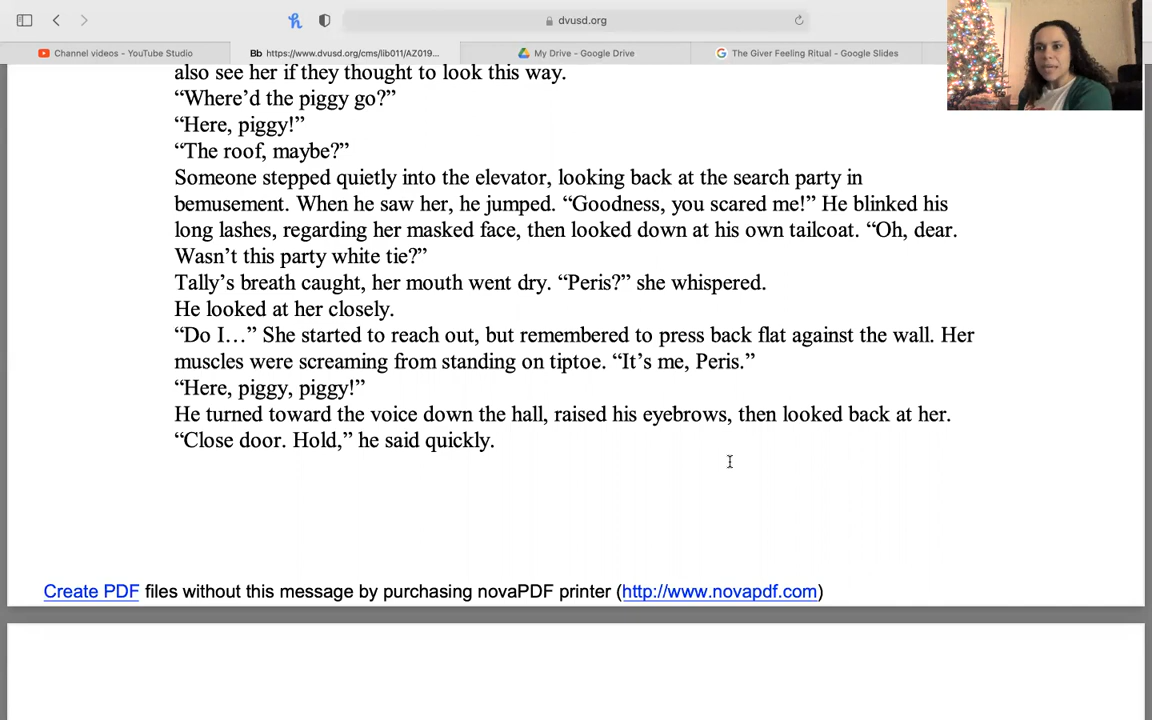 dvusd.org
Channel videos - YouTube Studio
Bb https://www.dvusd.org/cms/lib011/AZ019...
My Drive - Google Drive
The Giver Feeling Ritual - Google Slides
also see her if they thought to look this way.
“Where’d the piggy go?”
“Here, piggy!”
“The roof, maybe?”
Someone stepped quietly into the elevator, looking back at the search party in
bemusement. When he saw her, he jumped. “Goodness, you scared me!” He blinked his
long lashes, regarding her masked face, then looked down at his own tailcoat. “Oh, dear.
Wasn’t this party white tie?”
Tally’s breath caught, her mouth went dry. “Peris?” she whispered.
He looked at her closely.
“Do I…” She started to reach out, but remembered to press back flat against the wall. Her
muscles were screaming from standing on tiptoe. “It’s me, Peris.”
“Here, piggy, piggy!”
He turned toward the voice down the hall, raised his eyebrows, then looked back at her.
“Close door. Hold,” he said quickly.
Create PDF files without this message by purchasing novaPDF printer (http://www.novapdf.com)